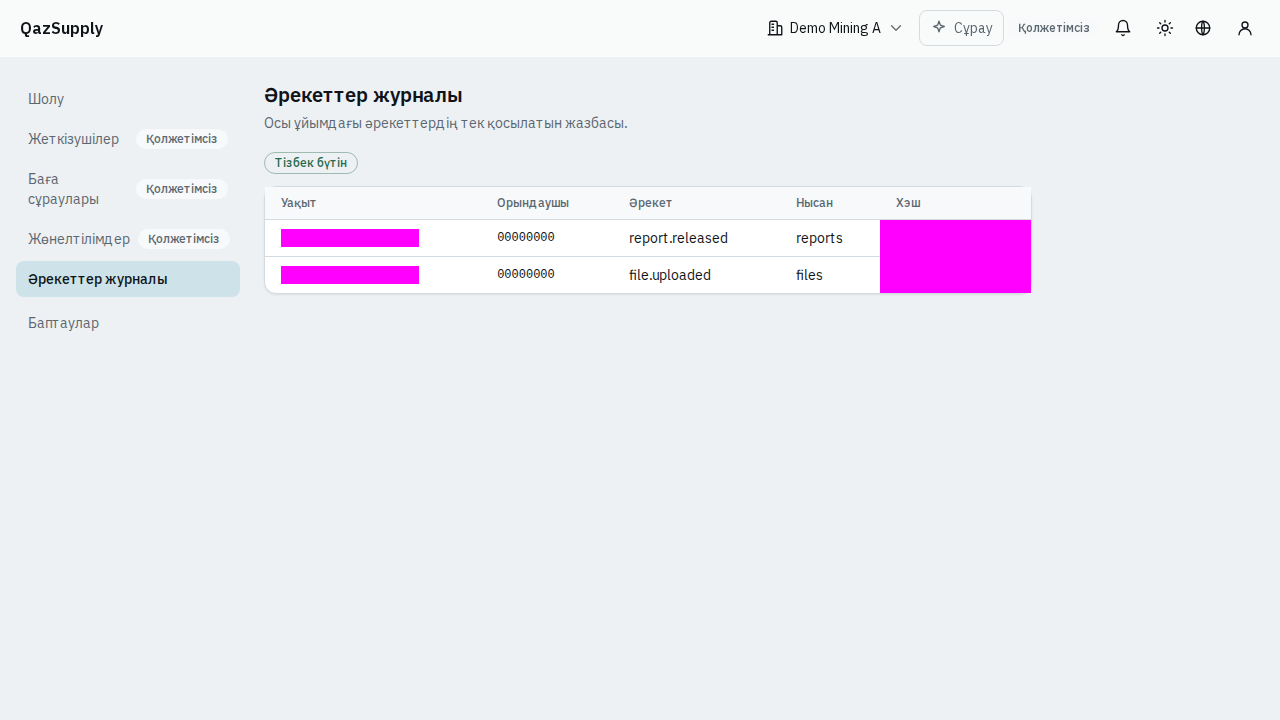 QazSupply
Demo Mining A
Сұрау
Қолжетімсіз
Шолу
Жеткізушілер Қолжетімсіз
Баға сұраулары Қолжетімсіз
Жөнелтілімдер Қолжетімсіз
Әрекеттер журналы
Баптаулар
Әрекеттер журналы
Осы ұйымдағы әрекеттердің тек қосылатын жазбасы.
Тізбек бүтін
Уақыт Орындаушы Әрекет Нысан Хэш
00000000 report.released reports
00000000 file.uploaded files